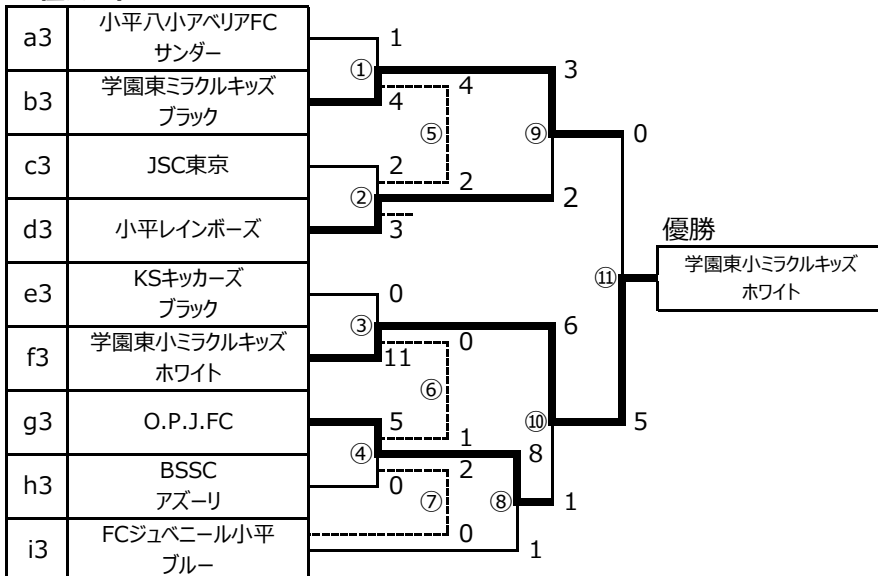 a3
小平八小アベリアFC
サンダー
1
①
3
b3
学園東ミラクルキッズ
ブラック
4
4
⑤
⑨
0
c3
JSC東京
2
2
②
2
d3
小平レインボーズ
3
優勝
学園東小ミラクルキッズ
ホワイト
⑪
e3
KSキッカーズ
ブラック
0
③
6
f3
学園東小ミラクルキッズ
ホワイト
11
0
⑥
g3
O.P.J.FC
5
1
⑩
5
④
8
h3
BSSC
アズーリ
0
2
⑦
⑧
1
i3
FCジュベニール小平
ブルー
0
1